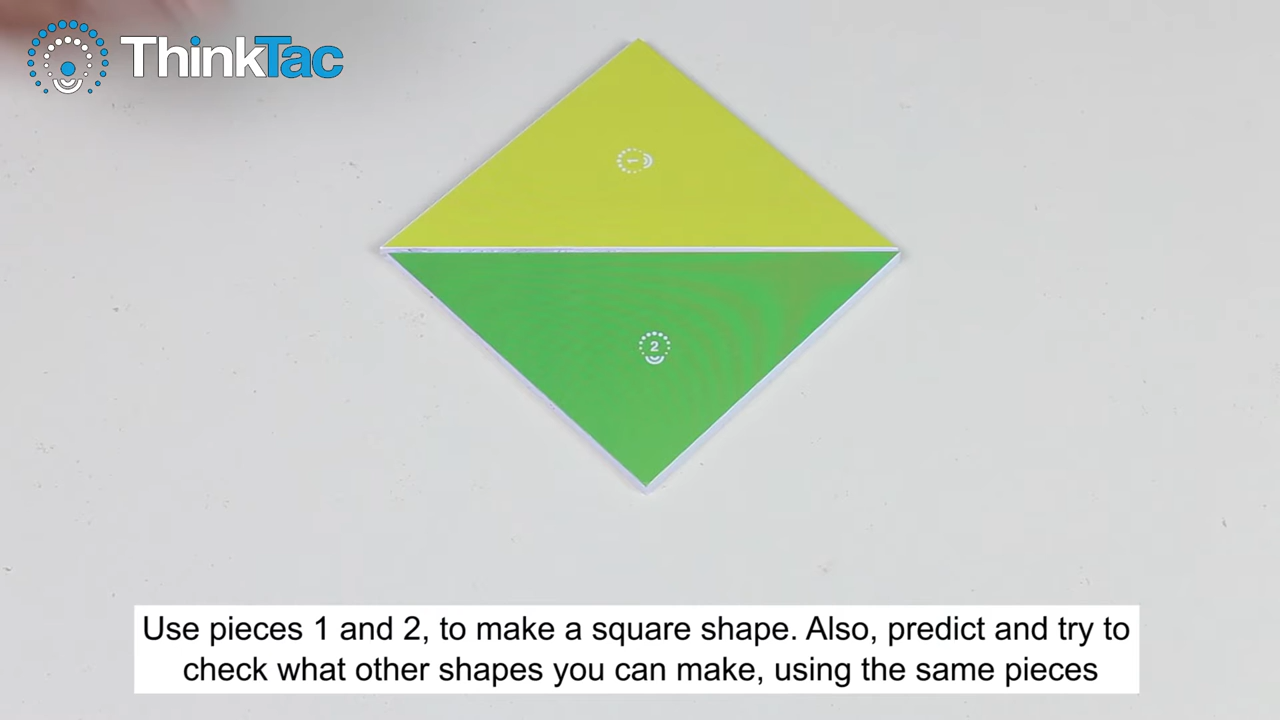 ThinkTac
1
2
Use pieces 1 and 2, to make a square shape. Also, predict and try to
check what other shapes you can make, using the same pieces